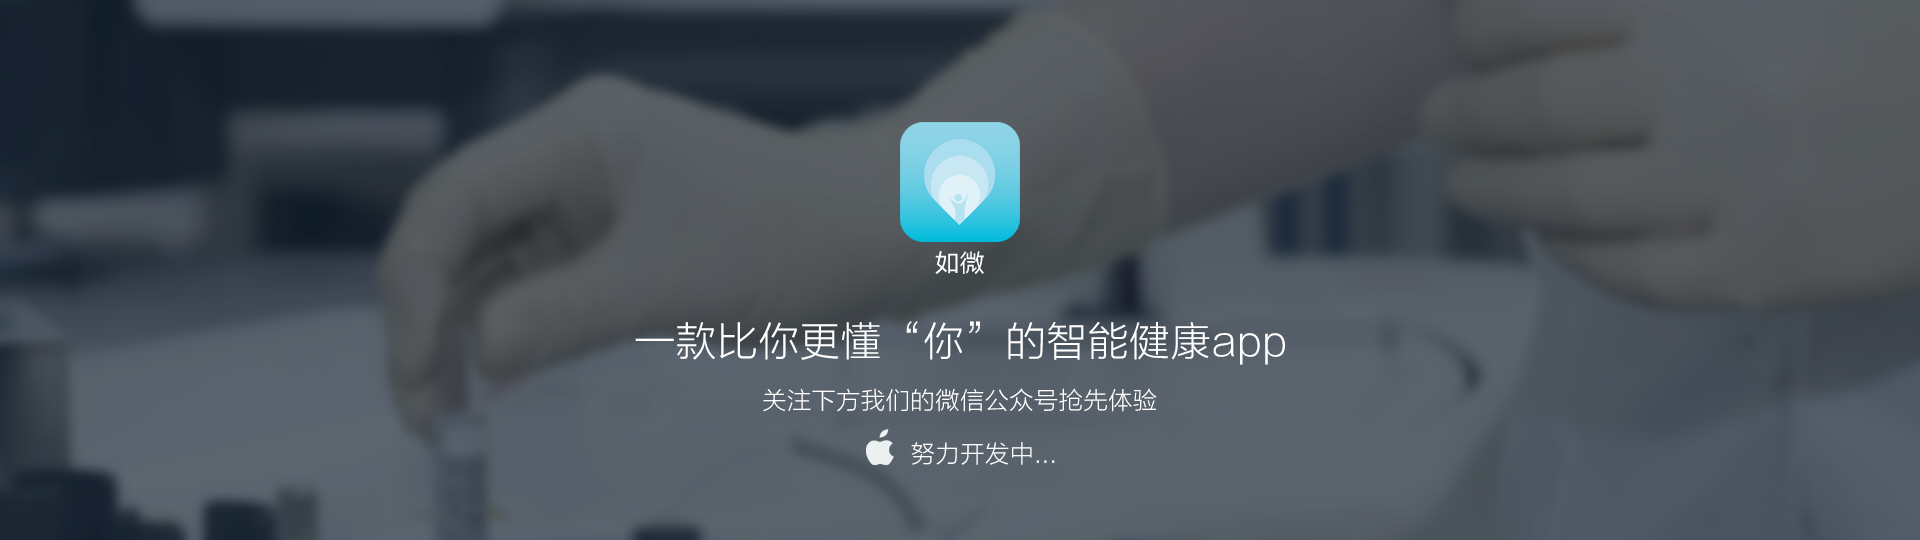 如微
一款比你更懂“你”的智能健康app
关注下方我们的微信公众号抢先体验
努力开发中...